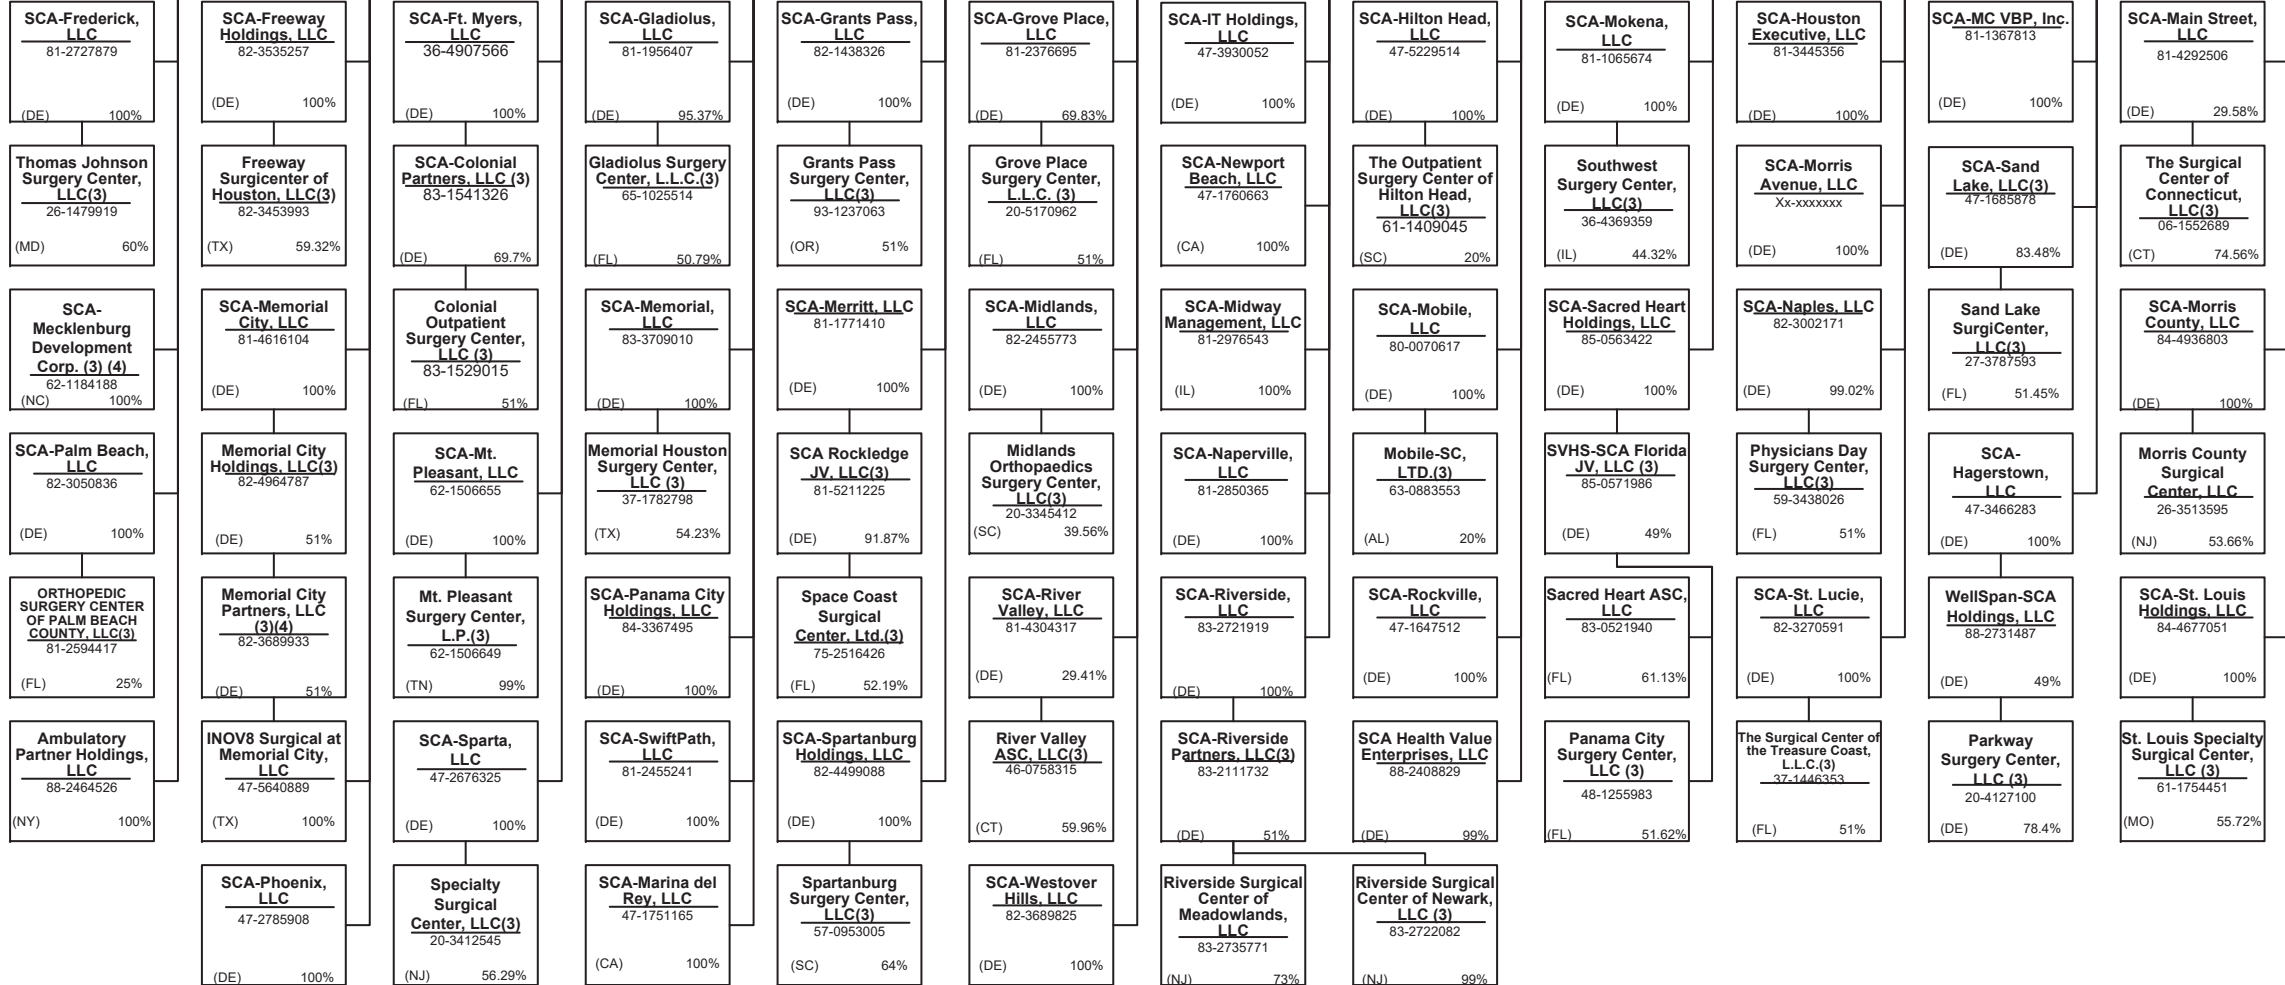 SCA-Frederick,
LLC
81-2727879
(DE) 100%
Thomas Johnson
Surgery Center,
LLC(3)
26-1479919
(MD) 60%
SCA-
Mecklenburg
Development
Corp. (3) (4)
62-1184188
(NC) 100%
SCA-Palm Beach,
LLC
82-3050836
(DE) 100%
ORTHOPEDIC
SURGERY CENTER
OF PALM BEACH
COUNTY, LLC(3)
81-2594417
(FL) 25%
Ambulatory
Partner Holdings,
LLC
88-2464526
(NY) 100%
SCA-Freeway
Holdings, LLC
82-3535257
(DE) 100%
Freeway
Surgicenter of
Houston, LLC(3)
82-3453993
(TX) 59.32%
SCA-Memorial
City, LLC
81-4616104
(DE) 100%
Memorial City
Holdings, LLC(3)
82-4964787
(DE) 51%
Memorial City
Partners, LLC
(3)(4)
82-3689933
(DE) 51%
INOV8 Surgical at
Memorial City,
LLC
47-5640889
(TX) 100%
SCA-Phoenix,
LLC
47-2785908
(DE) 100%
SCA-Ft. Myers,
LLC
36-4907566
(DE) 100%
SCA-Colonial
Partners, LLC (3)
83-1541326
(DE) 69.7%
Colonial
Outpatient
Surgery Center,
LLC (3)
83-1529015
(FL) 51%
SCA-Mt.
Pleasant, LLC
62-1506655
(DE) 100%
Mt. Pleasant
Surgery Center,
L.P.(3)
62-1506649
(TN) 99%
SCA-Sparta,
LLC
47-2676325
(DE) 100%
Specialty
Surgical
Center, LLC(3)
20-3412545
(NJ) 56.29%
SCA-Gladiolus,
LLC
81-1956407
(DE) 95.37%
Gladiolus Surgery
Center, L.L.C.(3)
65-1025514
(FL) 50.79%
SCA-Memorial,
LLC
83-3709010
(DE) 100%
Memorial Houston
Surgery Center,
LLC (3)
37-1782798
(TX) 54.23%
SCA-Panama City
Holdings, LLC
84-3367495
(DE) 100%
SCA-SwiftPath,
LLC
81-2455241
(DE) 100%
SCA-Marina del
Rey, LLC
47-1751165
(CA) 100%
SCA-Grants Pass,
LLC
82-1438326
(DE) 100%
Grants Pass
Surgery Center,
LLC(3)
93-1237063
(OR) 51%
SCA-Merritt, LLC
81-1771410
(DE) 100%
SCA Rockledge
JV, LLC(3)
81-5211225
(DE) 91.87%
Space Coast
Surgical
Center, Ltd.(3)
75-2516426
(FL) 52.19%
SCA-Spartanburg
Holdings, LLC
82-4499088
(DE) 100%
Spartanburg
Surgery Center,
LLC(3)
57-0953005
(SC) 64%
SCA-Grove Place,
LLC
81-2376695
(DE) 69.83%
Grove Place
Surgery Center,
L.L.C. (3)
20-5170962
(FL) 51%
SCA-Midlands,
LLC
82-2455773
(DE) 100%
Midlands
Orthopaedics
Surgery Center,
LLC(3)
20-3345412
(SC) 39.56%
SCA-River
Valley, LLC
81-4304317
(DE) 29.41%
River Valley
ASC, LLC(3)
46-0758315
(CT) 59.96%
SCA-Westover
Hills, LLC
82-3689825
(DE) 100%
SCA-IT Holdings,
LLC
47-3930052
(DE) 100%
SCA-Newport
Beach, LLC
47-1760663
(CA) 100%
SCA-Midway
Management, LLC
81-2976543
(IL) 100%
SCA-Naperville,
LLC
81-2850365
(DE) 100%
SCA-Riverside,
LLC
83-2721919
(DE) 100%
SCA-Riverside
Partners, LLC(3)
83-2111732
(DE) 51%
Riverside Surgical
Center of
Meadowlands,
LLC
83-2735771
(NJ) 73%
SCA-Hilton Head,
LLC
47-5229514
(DE) 100%
The Outpatient
Surgery Center of
Hilton Head,
LLC(3)
61-1409045
(SC) 20%
SCA-Mobile,
LLC
80-0070617
(DE) 100%
Mobile-SC,
LTD.(3)
63-0883553
(AL) 20%
SCA-Rockville,
LLC
47-1647512
(DE) 100%
SCA Health Value
Enterprises, LLC
88-2408829
(DE) 99%
Riverside Surgical
Center of Newark,
LLC (3)
83-2722082
(NJ) 99%
SCA-Mokena,
LLC
81-1065674
(DE) 100%
Southwest
Surgery Center,
LLC(3)
36-4369359
(IL) 44.32%
SCA-Sacred Heart
Holdings, LLC
85-0563422
(DE) 100%
SVHS-SCA Florida
JV, LLC (3)
85-0571986
(DE) 49%
Sacred Heart ASC,
LLC
83-0521940
(FL) 61.13%
Panama City
Surgery Center,
LLC (3)
48-1255983
(FL) 51.62%
SCA-Houston
Executive, LLC
81-3445356
(DE) 100%
SCA-Morris
Avenue, LLC
Xx-xxxxxxx
(DE) 100%
SCA-Naples, LLC
82-3002171
(DE) 99.02%
Physicians Day
Surgery Center,
LLC(3)
59-3438026
(FL) 51%
SCA-St. Lucie,
LLC
82-3270591
(DE) 100%
The Surgical Center of
the Treasure Coast,
L.L.C.(3)
37-1446353
(FL) 51%
SCA-MC VBP, Inc.
81-1367813
(DE) 100%
SCA-Sand
Lake, LLC(3)
47-1685878
(DE) 83.48%
Sand Lake
SurgiCenter,
LLC(3)
27-3787593
(FL) 51.45%
SCA-
Hagerstown,
LLC
47-3466283
(DE) 100%
WellSpan-SCA
Holdings, LLC
88-2731487
(DE) 49%
Parkway
Surgery Center,
LLC (3)
20-4127100
(DE) 78.4%
SCA-Main Street,
LLC
81-4292506
(DE) 29.58%
The Surgical
Center of
Connecticut,
LLC(3)
06-1552689
(CT) 74.56%
SCA-Morris
County, LLC
84-4936803
(DE) 100%
Morris County
Surgical
Center, LLC
26-3513595
(NJ) 53.66%
SCA-St. Louis
Holdings, LLC
84-4677051
(DE) 100%
St. Louis Specialty
Surgical Center,
LLC (3)
61-1754451
(MO) 55.72%